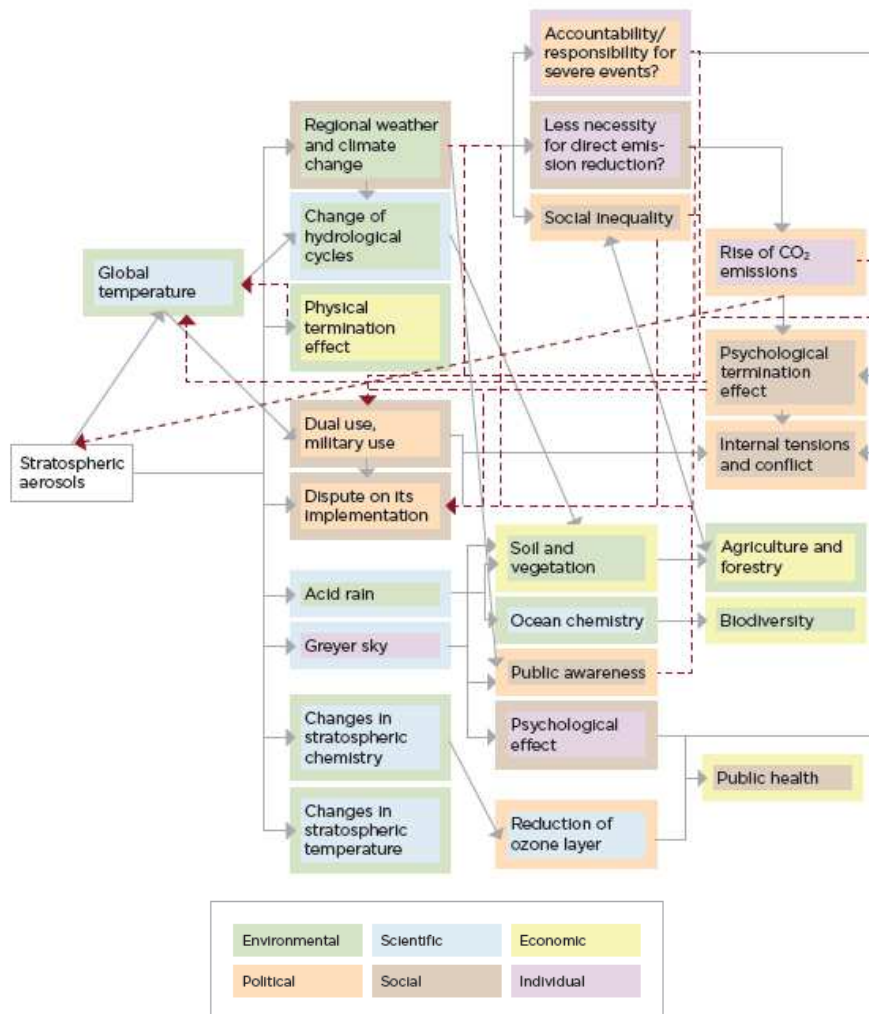 Accountability/
responsibility for
severe events?
Regional weather
and climate
change
Less necessity
for direct emis-
sion reduction?
Change of
hydrological
cycles
Social inequality
Global
temperature
Rise of CO₂
emissions
Physical
termination
effect
Psychological
termination
effect
Dual use,
military use
Internal tensions
and conflict
Stratospheric
aerosols
Dispute on its
implementation
Soil and
vegetation
Agriculture and
forestry
Acid rain
Ocean chemistry
Biodiversity
Greyer sky
Public awareness
Changes in
stratospheric
chemistry
Psychological
effect
Public health
Changes in
stratospheric
temperature
Reduction of
ozone layer
Environmental
Scientific
Economic
Political
Social
Individual